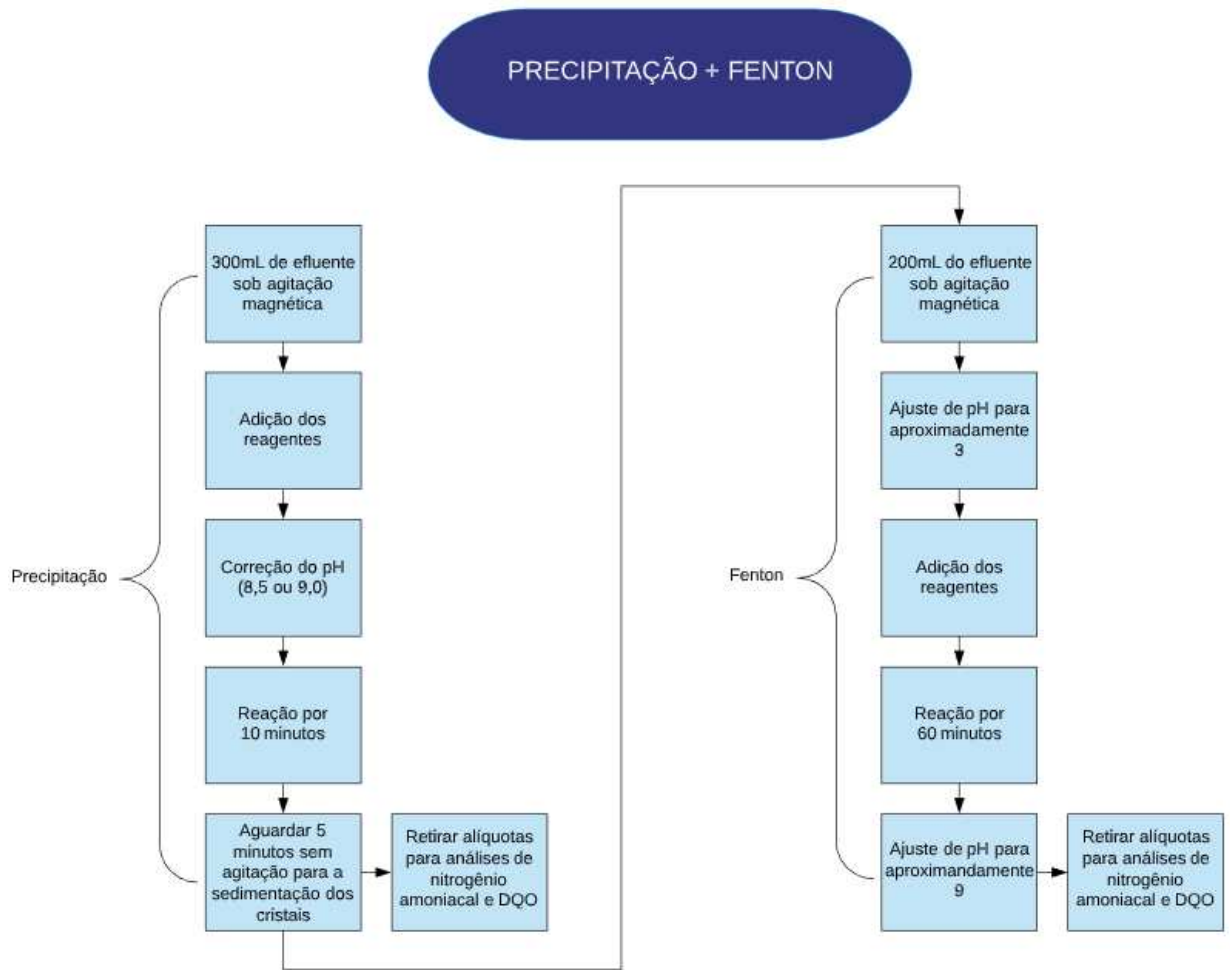 PRECIPITAÇÃO + FENTON
300mL de efluente
sob agitação
magnética
Adição dos
reagentes
Correção do pH
(8,5 ou 9,0)
Precipitação
Reação por
10 minutos
Aguardar 5
minutos sem
agitação para a
sedimentação dos
cristais
Retirar alíquotas
para análises de
nitrogênio
amoniacal e DQO
200mL do efluente
sob agitação
magnética
Ajuste de pH para
aproximadamente
3
Adição dos
reagentes
Fenton
Reação por
60 minutos
Ajuste de pH para
aproximandamente
9
Retirar alíquotas
para análises de
nitrogênio
amoniacal e DQO